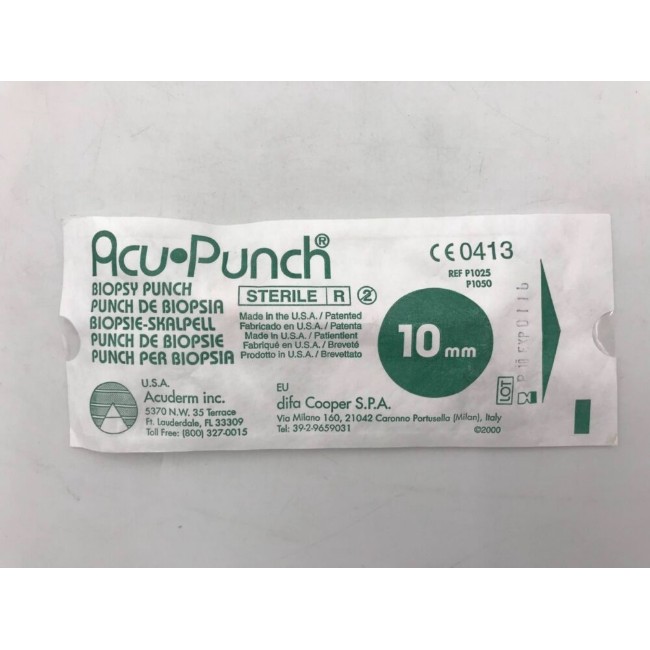 Acu•Punch®
BIOPSY PUNCH
PUNCH DE BIOPSIA
BIOPSIE-SKALPELL
PUNCH DE BIOPSIE
PUNCH PER BIOPSIA
STERILE R 2
Made in the U.S.A. / Patented
Fabricado en U.S.A. / Patenta
Made in U.S.A. / Patientient
Fabriqué en U.S.A. / Breveté
Prodotto in U.S.A. / Brevettato
10 mm
CE 0413
REF P1025
P1050
LOT
U.S.A.
Acuderm inc.
5370 N.W. 35 Terrace
Ft. Lauderdale, FL 33309
Toll Free: (800) 327-0015
EU
difa Cooper S.P.A.
Via Milano 160, 21042 Caronno Portusella (Milan), Italy
Tel: 39-2-9659031
©2000